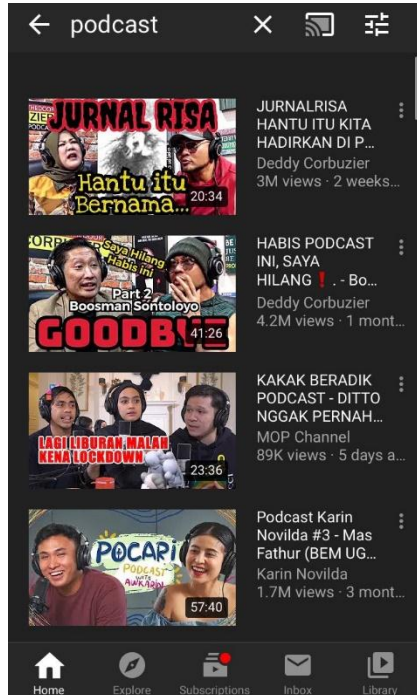 podcast
JURNAL RISA
Hantu itu
Bernama...
20:34
JURNALRISA
HANTU ITU KITA
HADIRKAN DI P...
Deddy Corbuzier
3M views · 2 weeks...
Saya Hilang
Habis ini
Part 2
Boosman Sontoloyo
41:26
HABIS PODCAST
INI, SAYA
HILANG❗. - Bo...
Deddy Corbuzier
4.2M views · 1 mont...
LAGI LIBURAN MALAH
KENA LOCKDOWN
23:36
KAKAK BERADIK
PODCAST - DITTO
NGGAK PERNAH...
MOP Channel
89K views · 5 days a...
POCARI
PODCAST
WITH
AWKARIN
57:40
Podcast Karin
Novilda #3 - Mas
Fathur (BEM UG...
Karin Novilda
1.7M views · 3 mont...
Home
Explore
Subscriptions
Inbox
Library